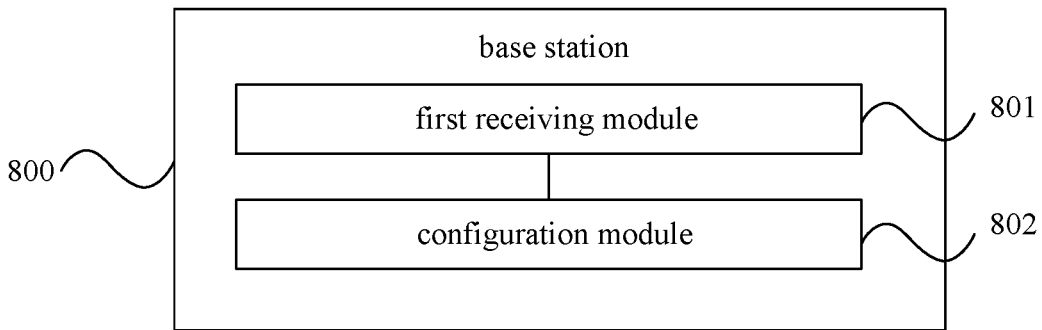 base station
first receiving module
801
800
configuration module
802